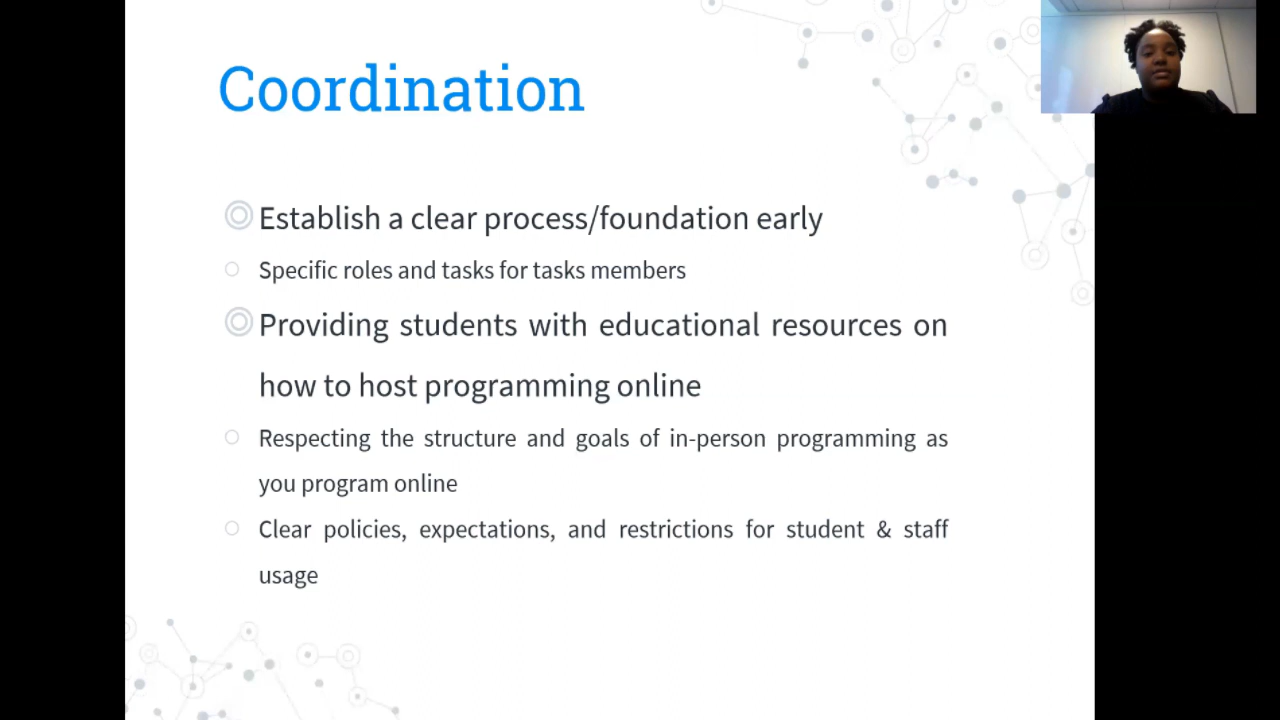 Coordination
Establish a clear process/foundation early
Specific roles and tasks for tasks members
Providing students with educational resources on
how to host programming online
Respecting the structure and goals of in-person programming as
you program online
Clear policies, expectations, and restrictions for student & staff
usage